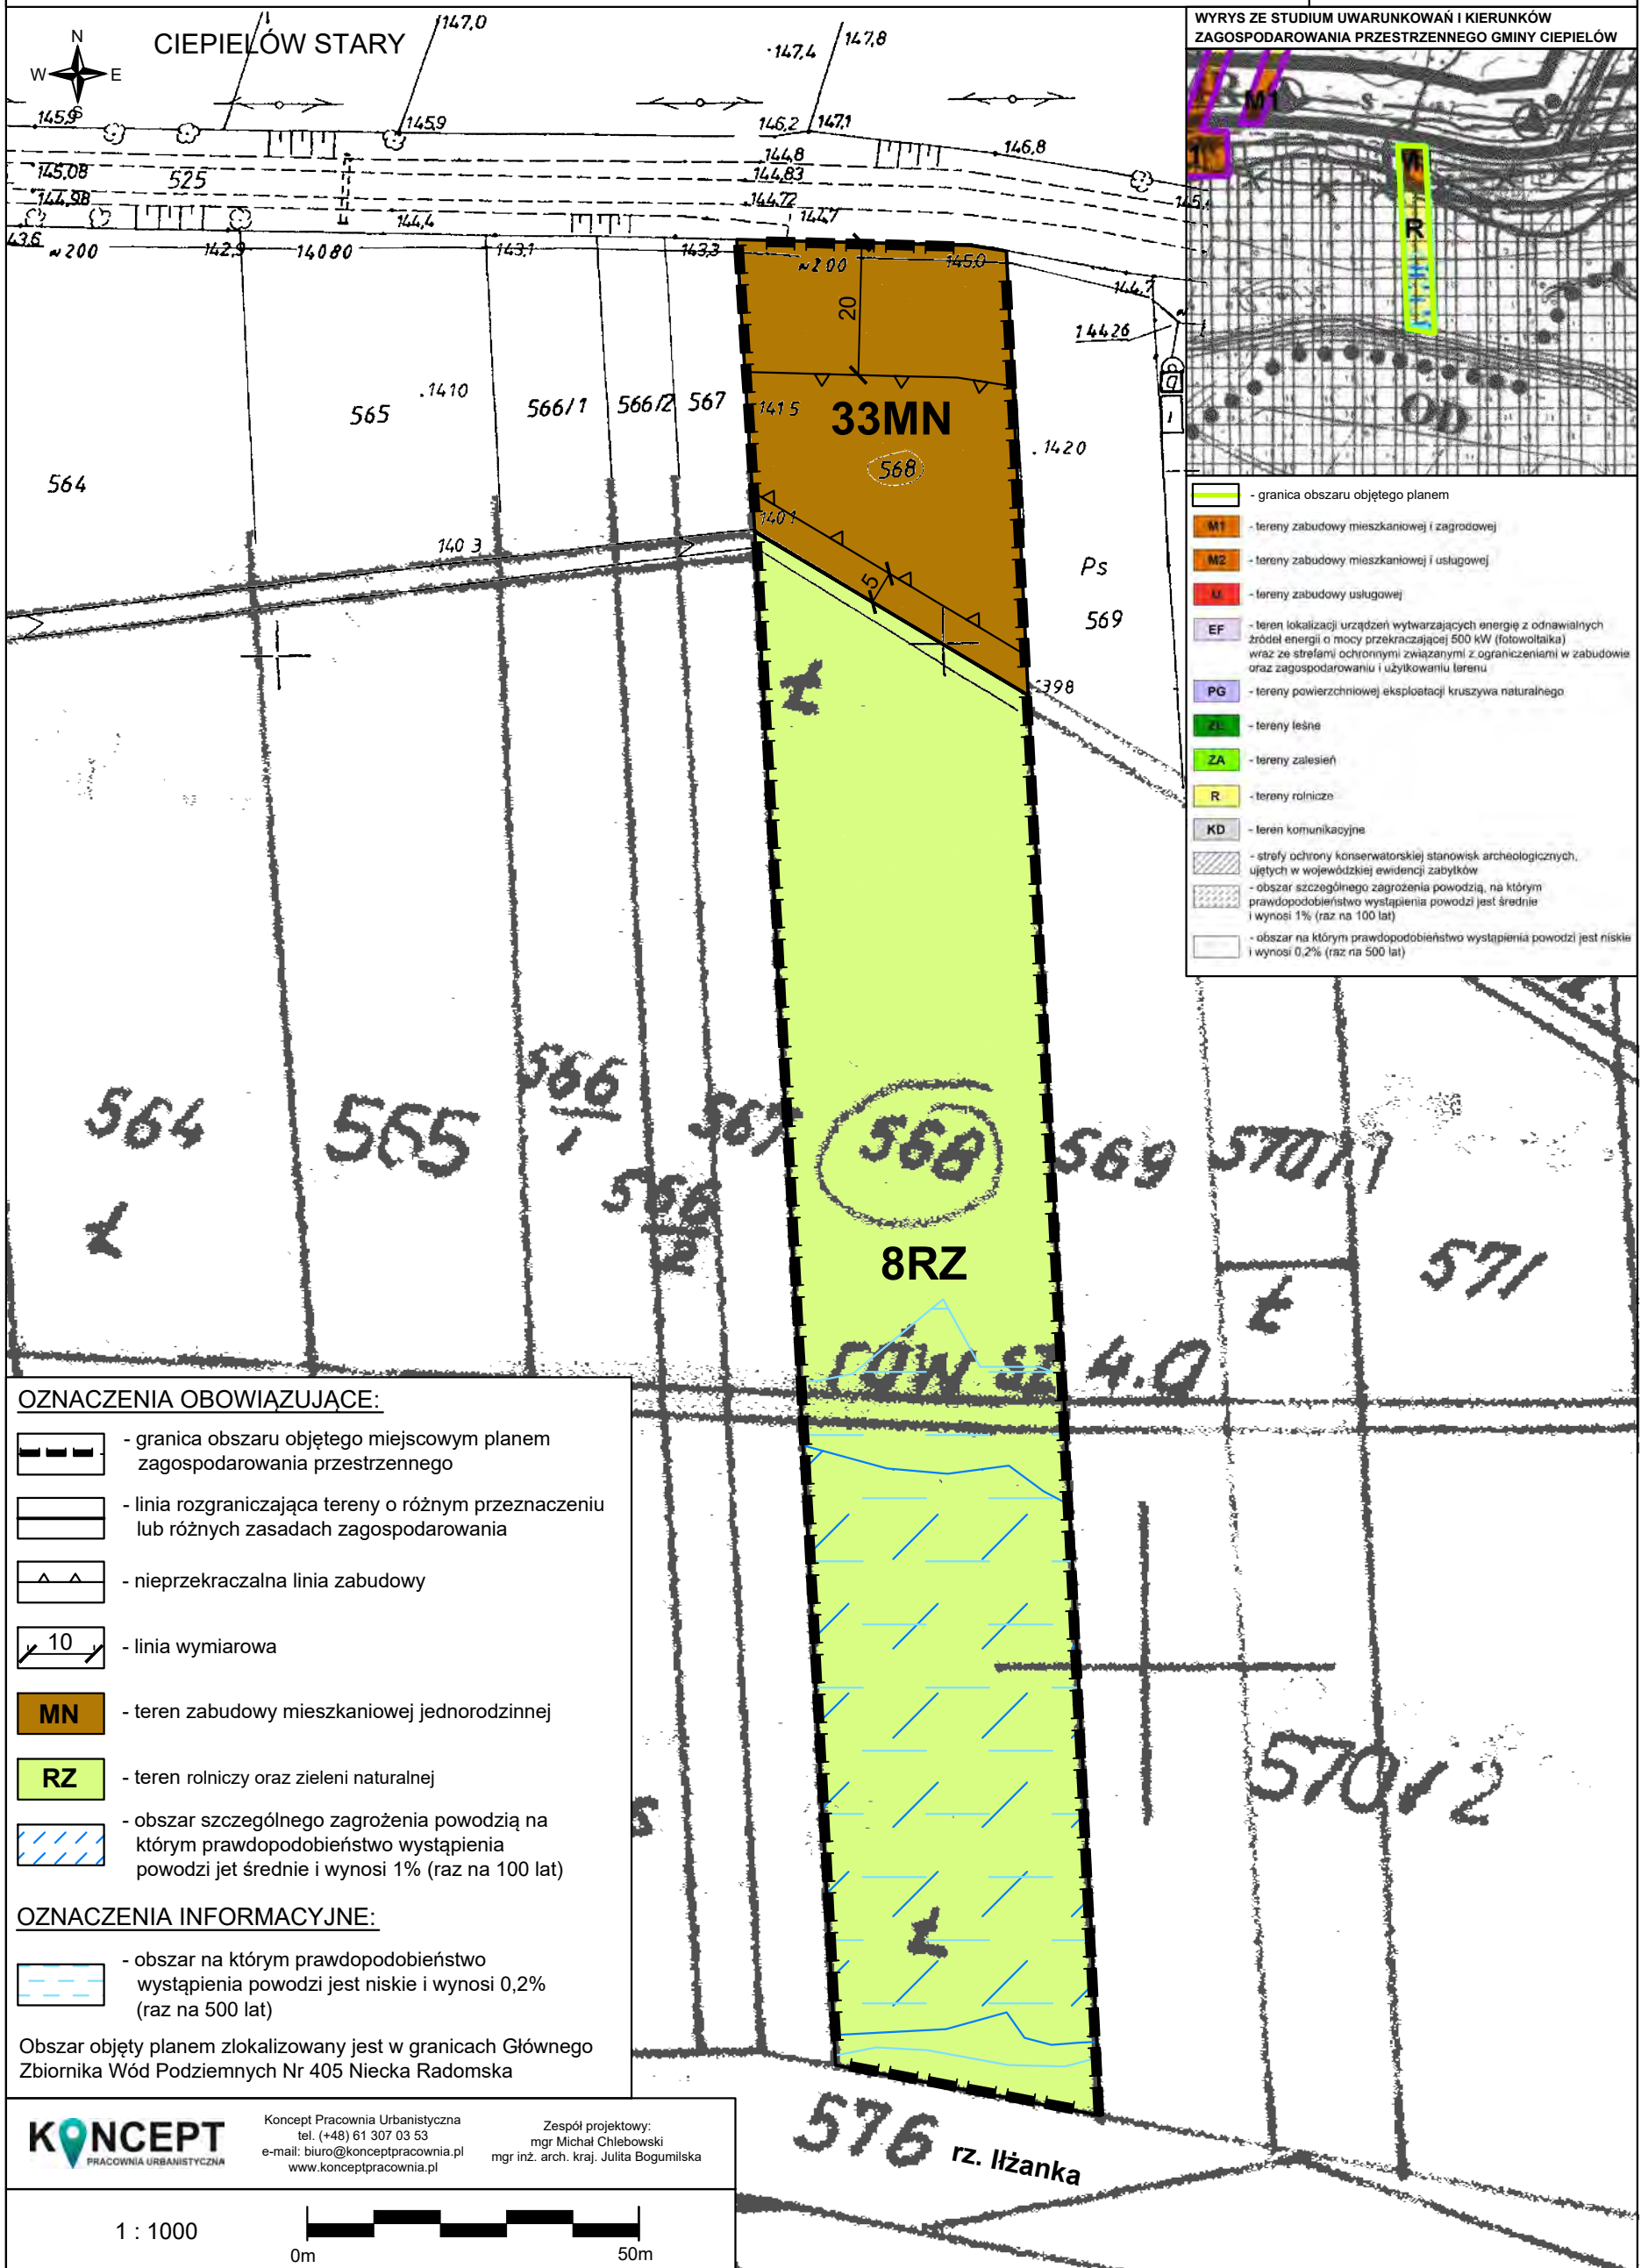 CIEPIELÓW STARY
N
W
E
S
147,0
147,4
147,8
145,9
145,9
146,2
147,1
146,8
144,8
144,83
145,08
525
144,98
144,72
144,4
144,7
143,6
~200
142,9
14080
143,1
143,3
~200
145,0
144,7
14426
20
1410
565
566/1
566/2
567
1415
33MN
568
1420
564
1401
1403
5
Ps
569
398
Ł
564
565
566
1
567
568
569
570/1
566
2
Ł
8RZ
571
Ł
rów sz 4.0
570/2
Ł
576
rz. Iłżanka
WYRYS ZE STUDIUM UWARUNKOWAŃ I KIERUNKÓW
ZAGOSPODAROWANIA PRZESTRZENNEGO GMINY CIEPIELÓW
M1
R
OD
- granica obszaru objętego planem
M1 - tereny zabudowy mieszkaniowej i zagrodowej
M2 - tereny zabudowy mieszkaniowej i usługowej
U - tereny zabudowy usługowej
EF - teren lokalizacji urządzeń wytwarzających energię z odnawialnych
źródeł energii o mocy przekraczającej 500 kW (fotowoltaika)
wraz ze strefami ochronnymi związanymi z ograniczeniami w zabudowie
oraz zagospodarowaniu i użytkowaniu terenu
PG - tereny powierzchniowej eksploatacji kruszywa naturalnego
ZL - tereny leśne
ZA - tereny zalesień
R - tereny rolnicze
KD - teren komunikacyjne
- strefy ochrony konserwatorskiej stanowisk archeologicznych,
ujętych w wojewódzkiej ewidencji zabytków
- obszar szczególnego zagrożenia powodzią, na którym
prawdopodobieństwo wystąpienia powodzi jest średnie
i wynosi 1% (raz na 100 lat)
- obszar na którym prawdopodobieństwo wystąpienia powodzi jest niskie
i wynosi 0,2% (raz na 500 lat)
OZNACZENIA OBOWIĄZUJĄCE:
- granica obszaru objętego miejscowym planem
zagospodarowania przestrzennego
- linia rozgraniczająca tereny o różnym przeznaczeniu
lub różnych zasadach zagospodarowania
- nieprzekraczalna linia zabudowy
10 - linia wymiarowa
MN - teren zabudowy mieszkaniowej jednorodzinnej
RZ - teren rolniczy oraz zieleni naturalnej
- obszar szczególnego zagrożenia powodzią na
którym prawdopodobieństwo wystąpienia
powodzi jet średnie i wynosi 1% (raz na 100 lat)
OZNACZENIA INFORMACYJNE:
- obszar na którym prawdopodobieństwo
wystąpienia powodzi jest niskie i wynosi 0,2%
(raz na 500 lat)
Obszar objęty planem zlokalizowany jest w granicach Głównego
Zbiornika Wód Podziemnych Nr 405 Niecka Radomska
KONCEPT
PRACOWNIA URBANISTYCZNA
Koncept Pracownia Urbanistyczna
tel. (+48) 61 307 03 53
e-mail: biuro@konceptpracownia.pl
www.konceptpracownia.pl
Zespół projektowy:
mgr Michał Chlebowski
mgr inż. arch. kraj. Julita Bogumilska
1 : 1000
0m
50m